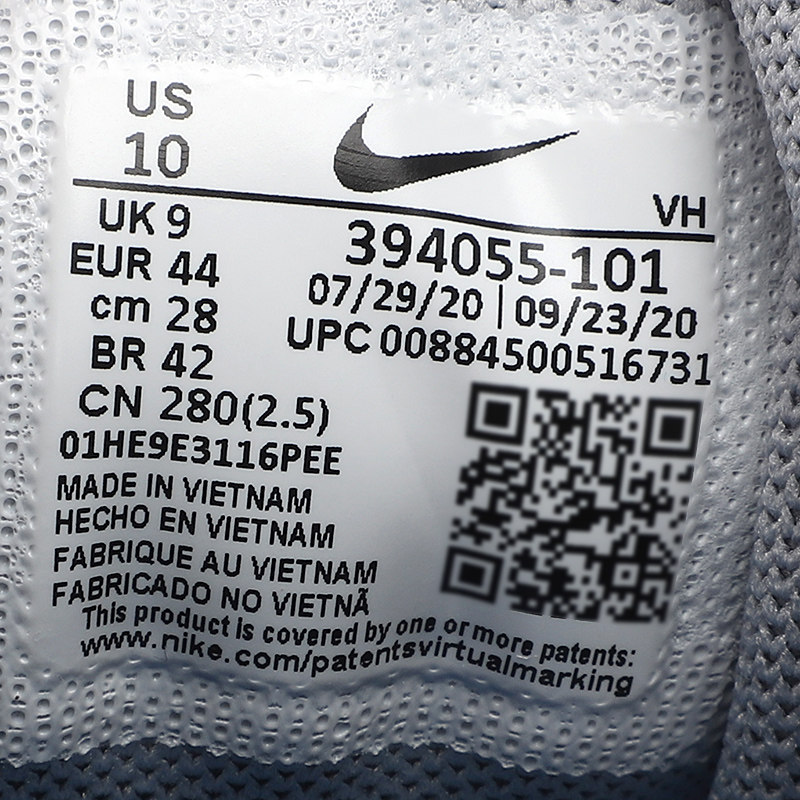 US
10
VH
UK 9
EUR 44
cm 28
BR 42
CN 280(2.5)
394055-101
07/29/20 | 09/23/20
UPC 00884500516731
01HE9E3116PEE
MADE IN VIETNAM
HECHO EN VIETNAM
FABRIQUE AU VIETNAM
FABRICADO NO VIETNÃ
This product is covered by one or more patents:
www.nike.com/patentsvirtualmarking